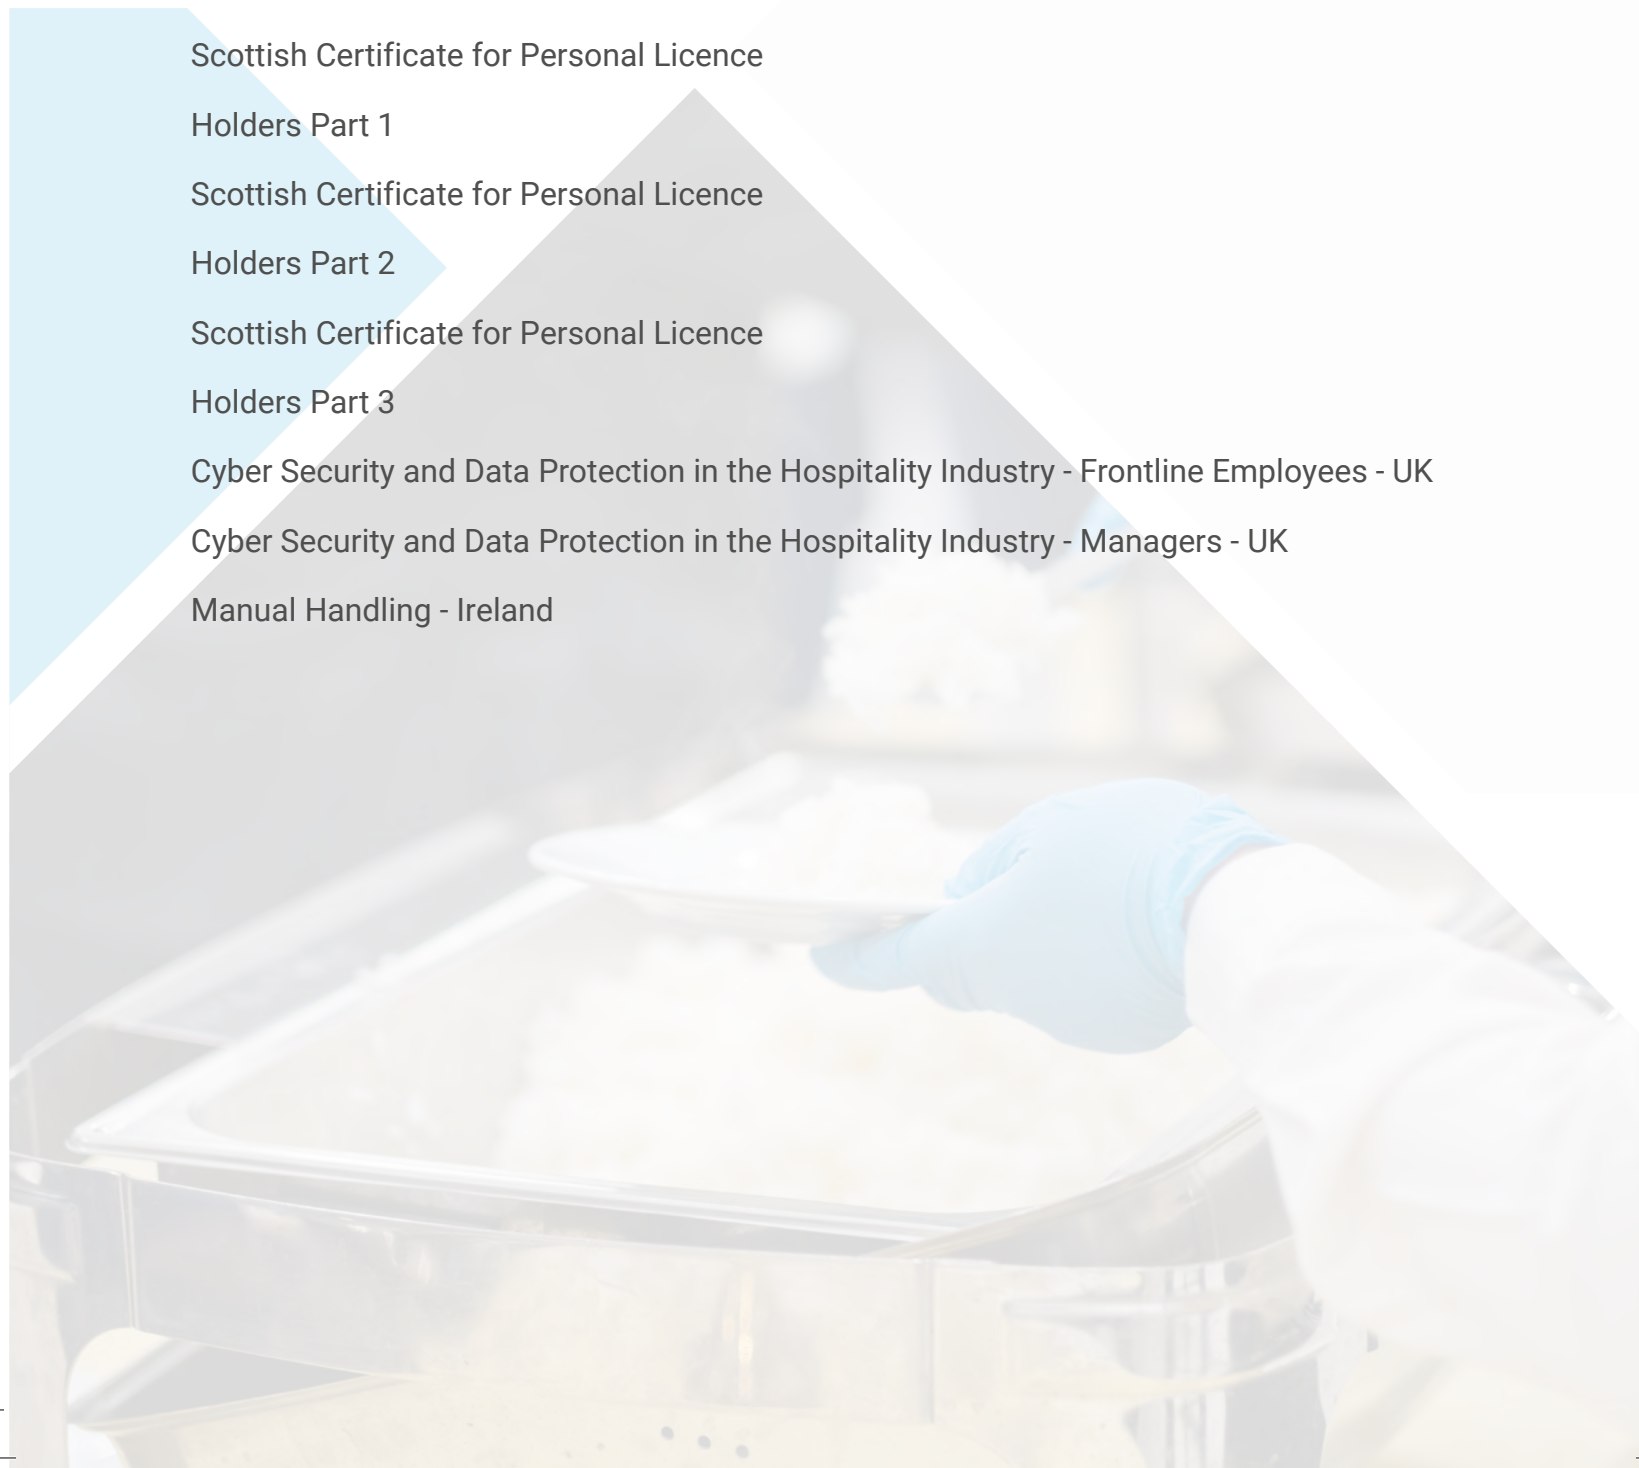 Scottish Certificate for Personal Licence
Holders Part 1
Scottish Certificate for Personal Licence
Holders Part 2
Scottish Certificate for Personal Licence
Holders Part 3
Cyber Security and Data Protection in the Hospitality Industry - Frontline Employees - UK
Cyber Security and Data Protection in the Hospitality Industry - Managers - UK
Manual Handling - Ireland